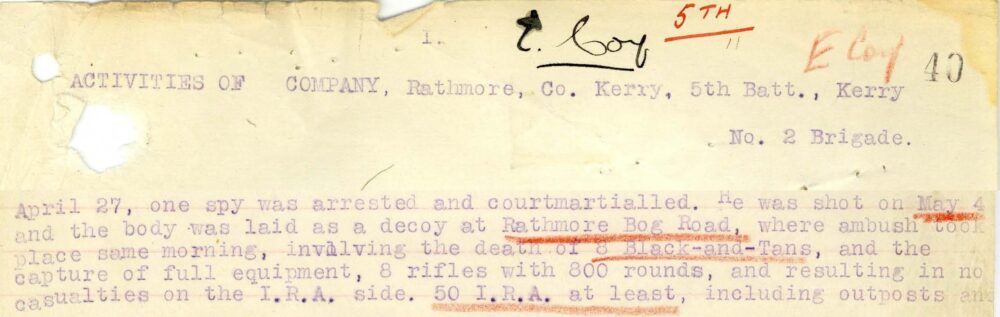 1. E. Coy 5TH "
E Coy 40
ACTIVITIES OF COMPANY, Rathmore, Co. Kerry, 5th Batt., Kerry
No. 2 Brigade.
April 27, one spy was arrested and courtmartialled. He was shot on May 4
and the body was laid as a decoy at Rathmore Bog Road, where ambush took
place same morning, involving the death of 8 Black-and-Tans, and the
capture of full equipment, 8 rifles with 800 rounds, and resulting in no
casualties on the I.R.A. side. 50 I.R.A. at least, including outposts and